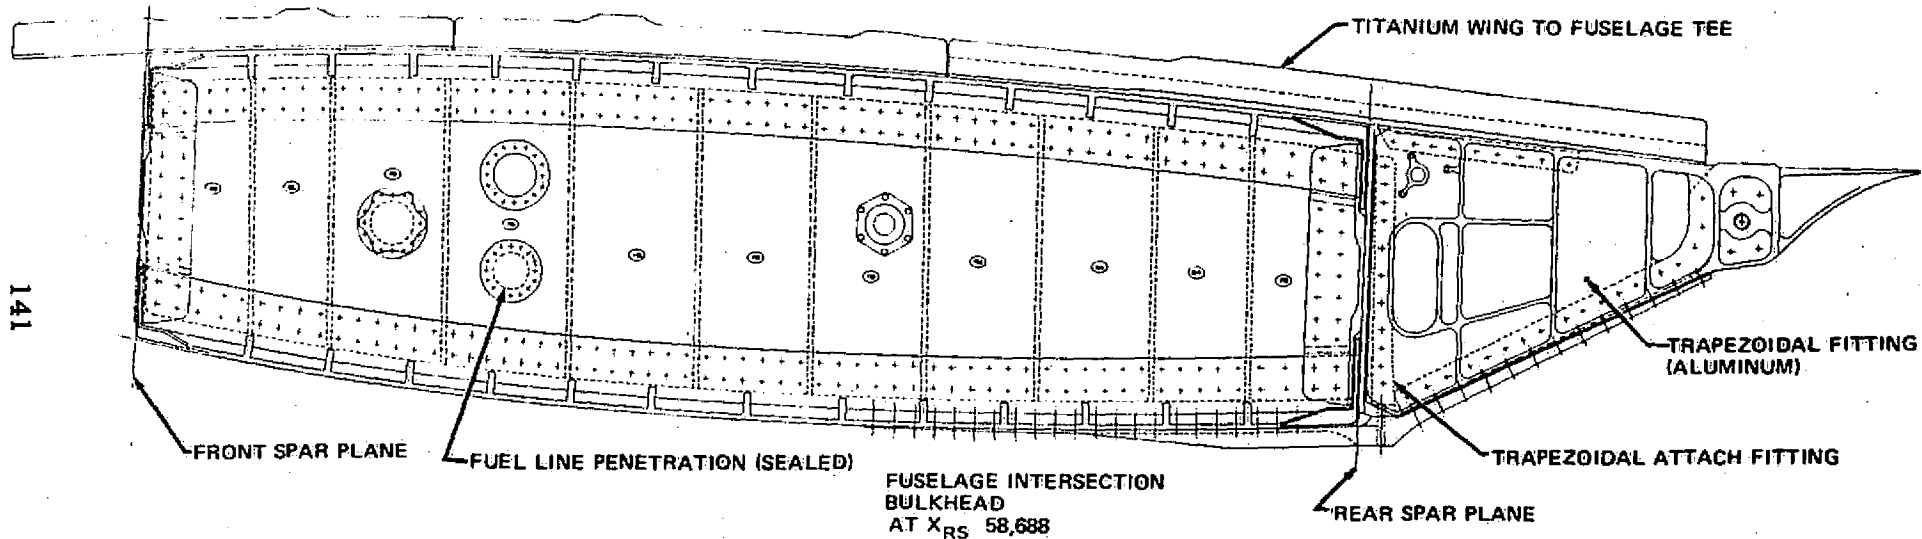 TITANIUM WING TO FUSELAGE TEE
141
TRAPEZOIDAL FITTING
(ALUMINUM)
FRONT SPAR PLANE
FUEL LINE PENETRATION (SEALED)
TRAPEZOIDAL ATTACH FITTING
FUSELAGE INTERSECTION
BULKHEAD
AT XRS 58,688
REAR SPAR PLANE